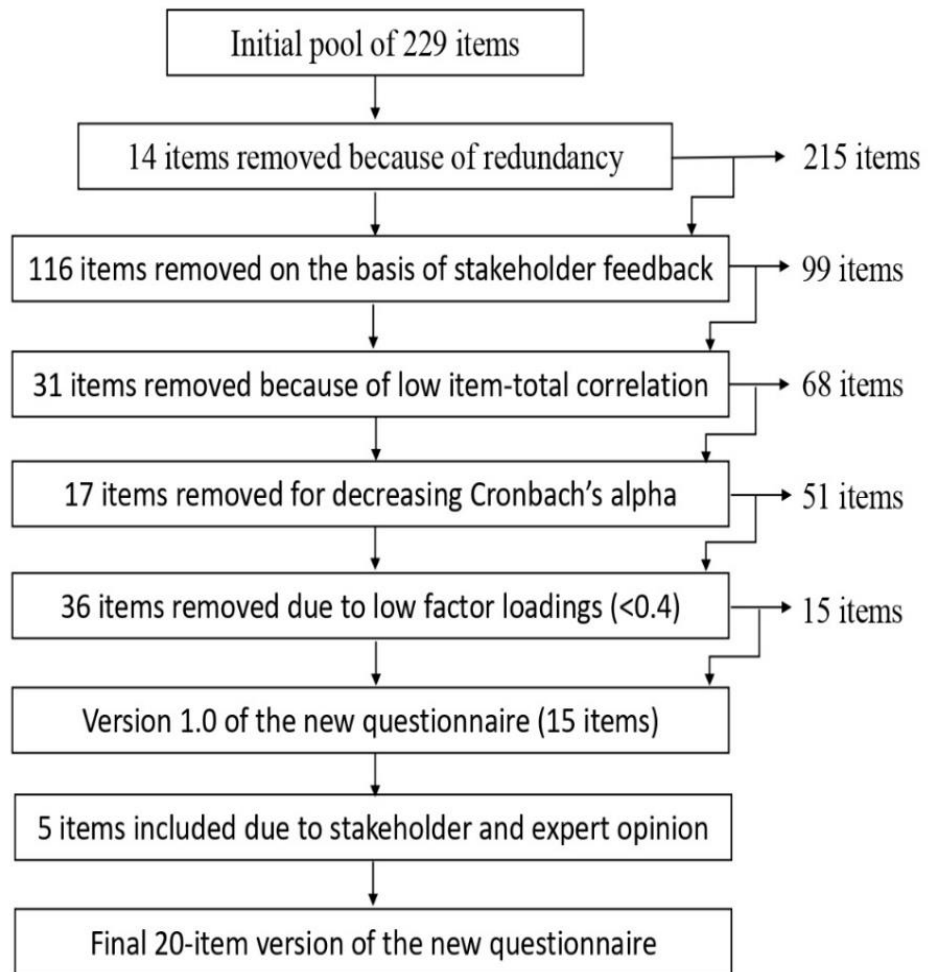 Initial pool of 229 items
14 items removed because of redundancy
215 items
116 items removed on the basis of stakeholder feedback
99 items
31 items removed because of low item-total correlation
68 items
17 items removed for decreasing Cronbach’s alpha
51 items
36 items removed due to low factor loadings (<0.4)
15 items
Version 1.0 of the new questionnaire (15 items)
5 items included due to stakeholder and expert opinion
Final 20-item version of the new questionnaire